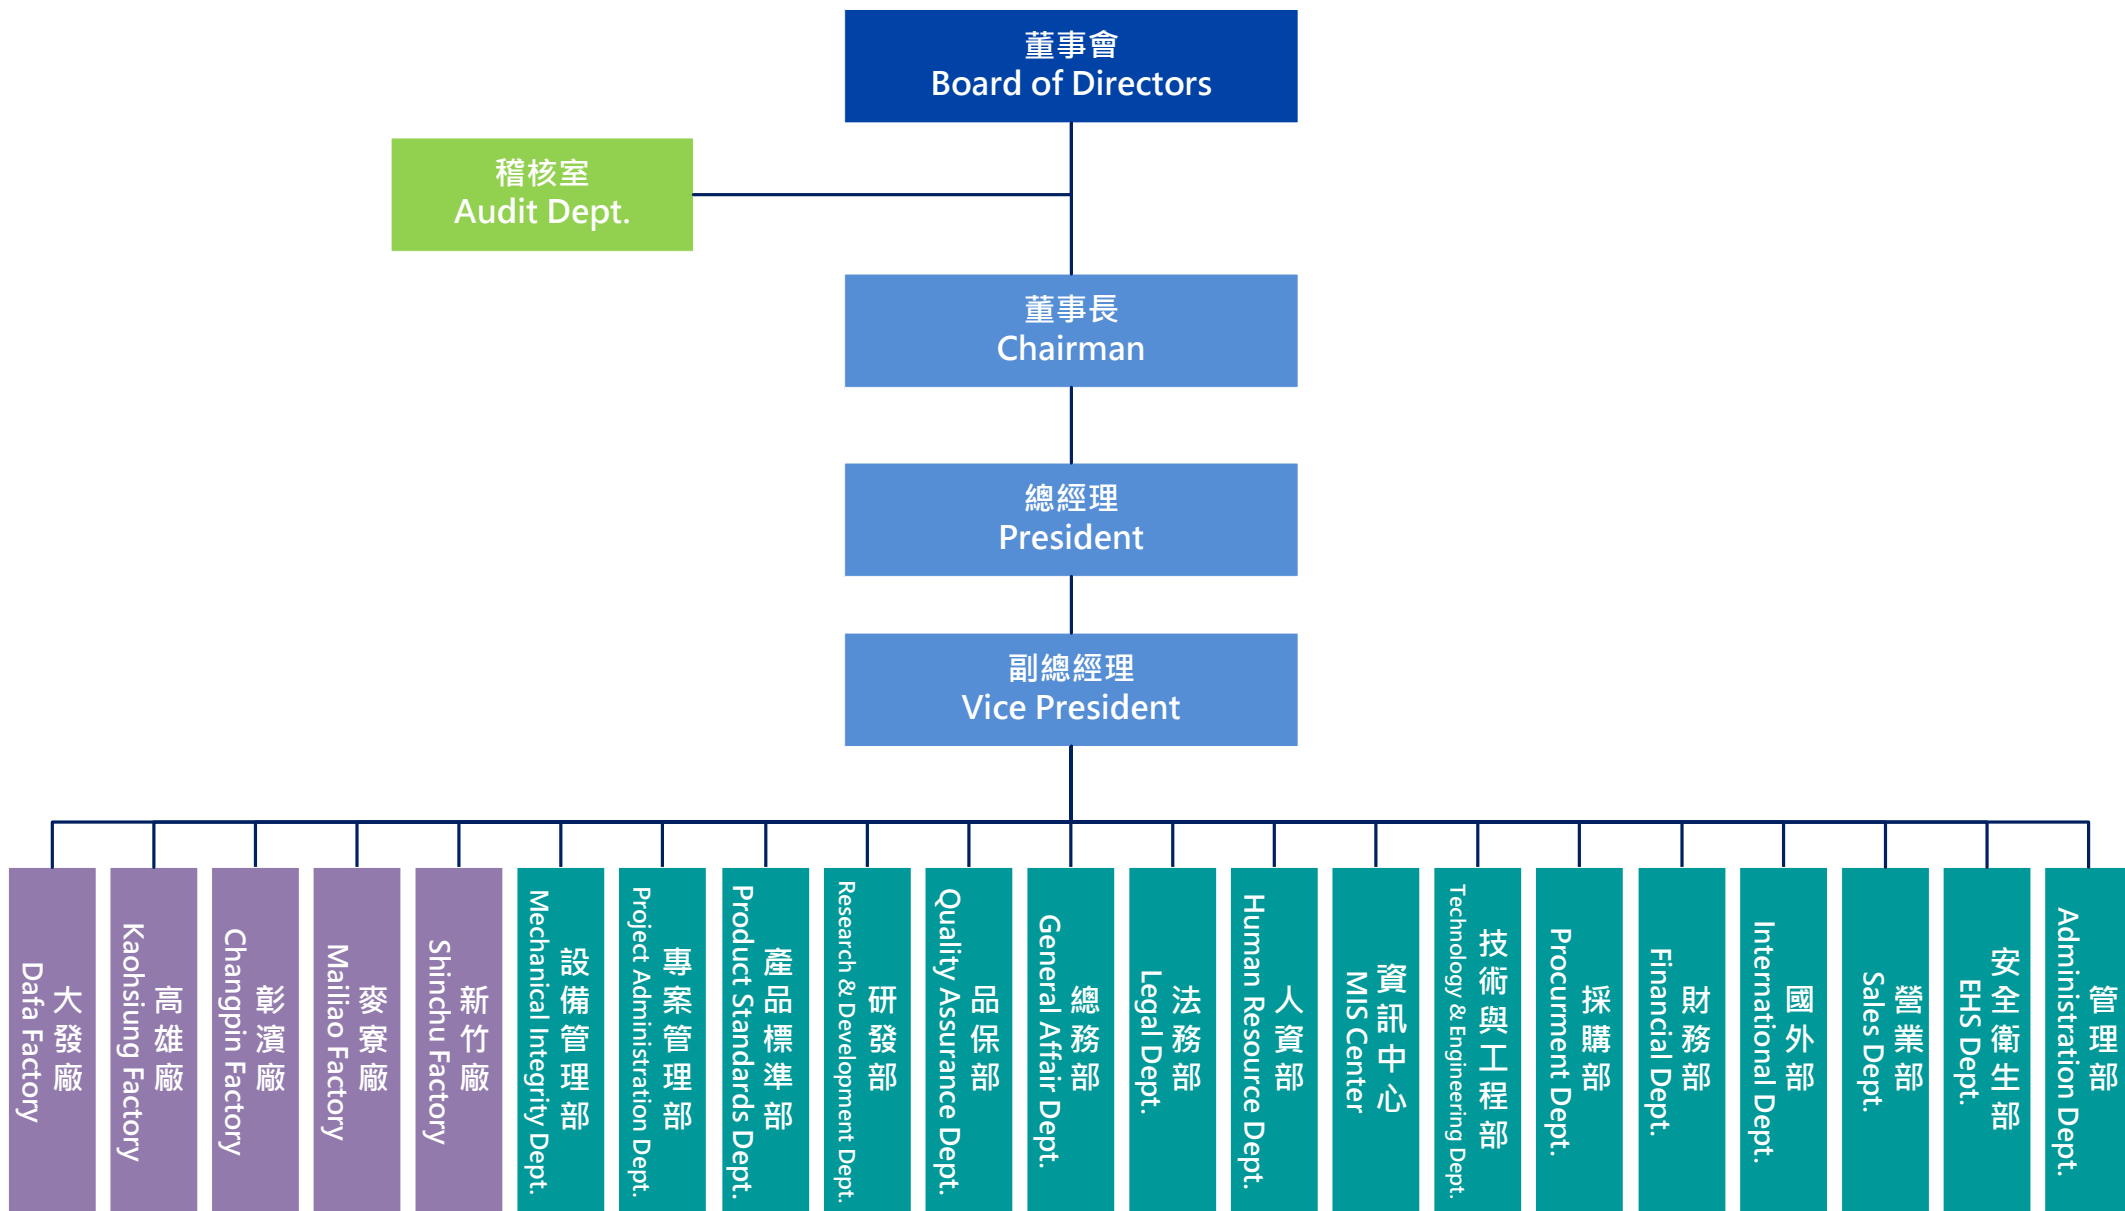 董事會
Board of Directors
稽核室
Audit Dept.
董事長
Chairman
總經理
President
副總經理
Vice President
大發廠
Dafa Factory
高雄廠
Kaohsiung Factory
彰濱廠
Changpin Factory
麥寮廠
Mailiao Factory
新竹廠
Shinchu Factory
設備管理部
Mechanical Integrity Dept.
專案管理部
Project Administration Dept.
產品標準部
Product Standards Dept.
研發部
Research & Development Dept.
品保部
Quality Assurance Dept.
總務部
General Affair Dept.
法務部
Legal Dept.
人資部
Human Resource Dept.
資訊中心
MIS Center
技術與工程部
Technology & Engineering Dept.
採購部
Procurment Dept.
財務部
Financial Dept.
國外部
International Dept.
營業部
Sales Dept.
安全衛生部
EHS Dept.
管理部
Administration Dept.